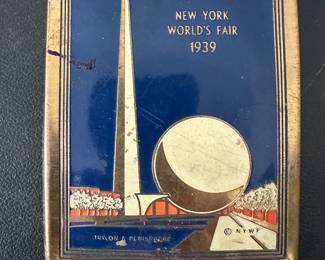 NEW YORK
WORLD'S FAIR
1939
TRYLON & PERISPHERE
© NYWF